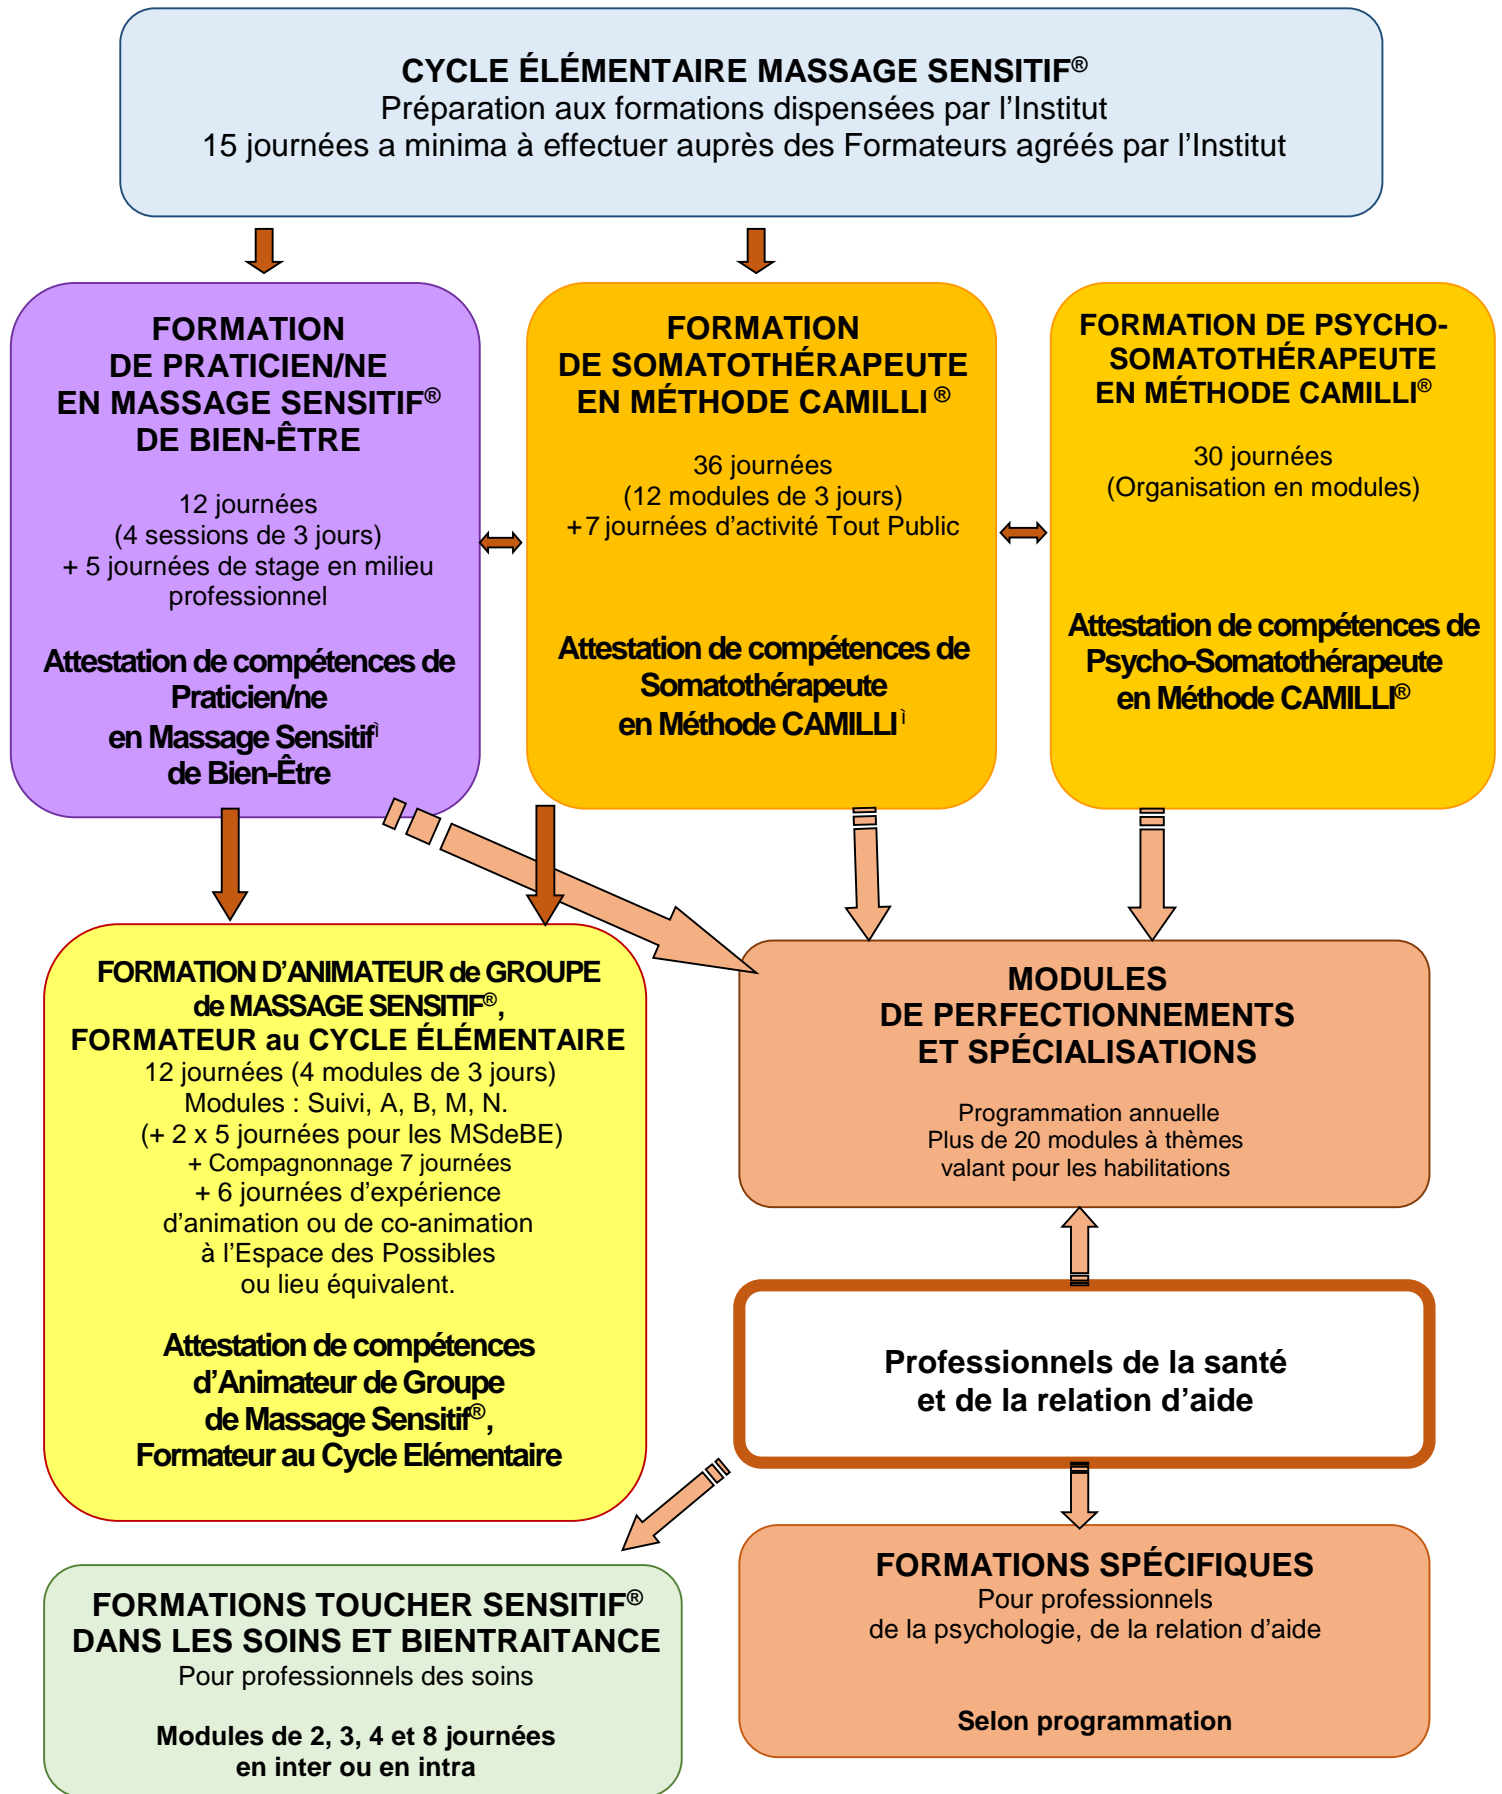 CYCLE ÉLÉMENTAIRE MASSAGE SENSITIF®
Préparation aux formations dispensées par l’Institut
15 journées a minima à effectuer auprès des Formateurs agréés par l’Institut
FORMATION
DE PRATICIEN/NE
EN MASSAGE SENSITIF®
DE BIEN-ÊTRE
12 journées
(4 sessions de 3 jours)
+ 5 journées de stage en milieu
professionnel
Attestation de compétences de
Praticien/ne
en Massage Sensitifì
de Bien-Être
FORMATION
DE SOMATOTHÉRAPEUTE
EN MÉTHODE CAMILLI ®
36 journées
(12 modules de 3 jours)
+ 7 journées d’activité Tout Public
Attestation de compétences de
Somatothérapeute
en Méthode CAMILLIì
FORMATION DE PSYCHO-
SOMATOTHÉRAPEUTE
EN MÉTHODE CAMILLI®
30 journées
(Organisation en modules)
Attestation de compétences de
Psycho-Somatothérapeute
en Méthode CAMILLI®
FORMATION D’ANIMATEUR de GROUPE
de MASSAGE SENSITIF®,
FORMATEUR au CYCLE ÉLÉMENTAIRE
12 journées (4 modules de 3 jours)
Modules : Suivi, A, B, M, N.
(+ 2 x 5 journées pour les MSdeBE)
+ Compagnonnage 7 journées
+ 6 journées d’expérience
d’animation ou de co-animation
à l’Espace des Possibles
ou lieu équivalent.
Attestation de compétences
d’Animateur de Groupe
de Massage Sensitif®,
Formateur au Cycle Elémentaire
MODULES
DE PERFECTIONNEMENTS
ET SPÉCIALISATIONS
Programmation annuelle
Plus de 20 modules à thèmes
valant pour les habilitations
Professionnels de la santé
et de la relation d’aide
FORMATIONS TOUCHER SENSITIF®
DANS LES SOINS ET BIENTRAITANCE
Pour professionnels des soins
Modules de 2, 3, 4 et 8 journées
en inter ou en intra
FORMATIONS SPÉCIFIQUES
Pour professionnels
de la psychologie, de la relation d’aide
Selon programmation